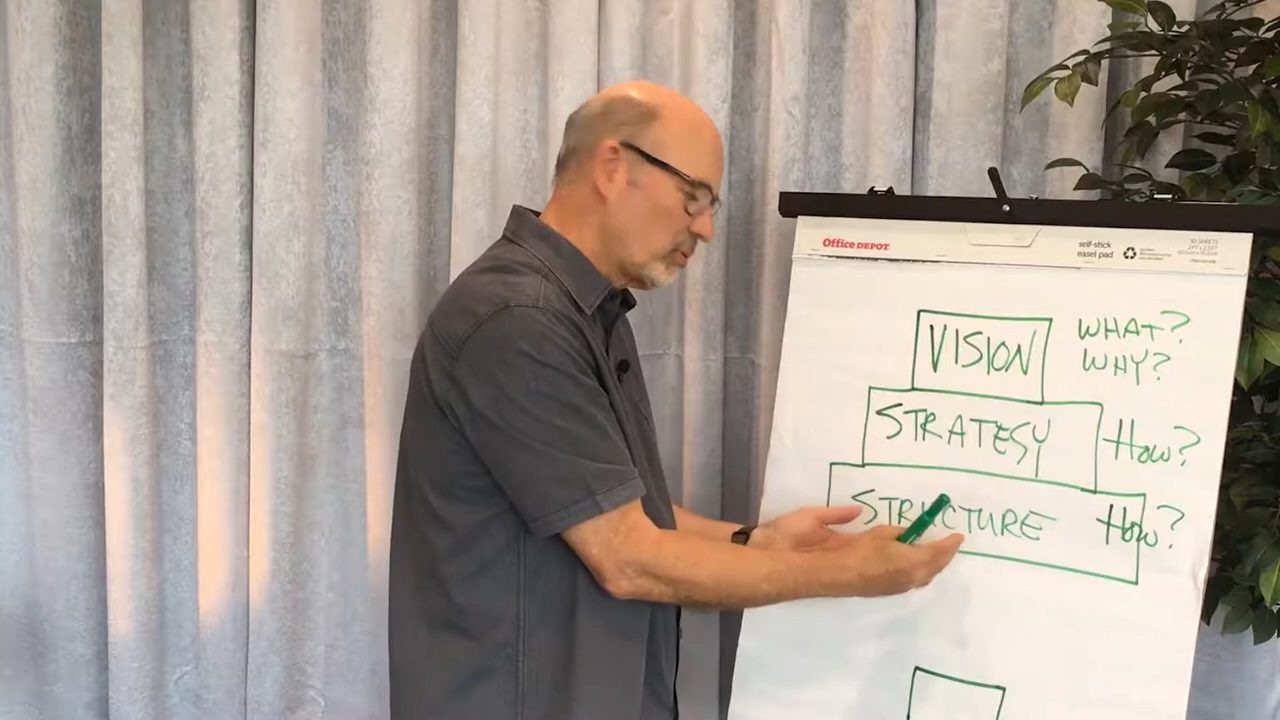 Office DEPOT
self-stick
easel pad
VISION
WHAT?
WHY?
STRATEGY
How?
STRUCTURE
How?